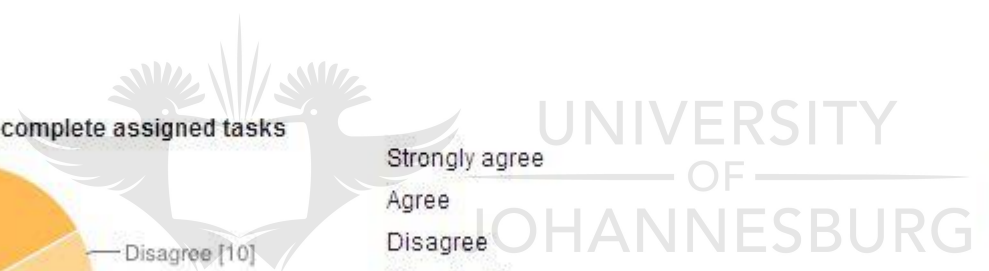 complete assigned tasks
Disagree [10]
Strongly agree
Agree
Disagree
UNIVERSITY
OF
JOHANNESBURG